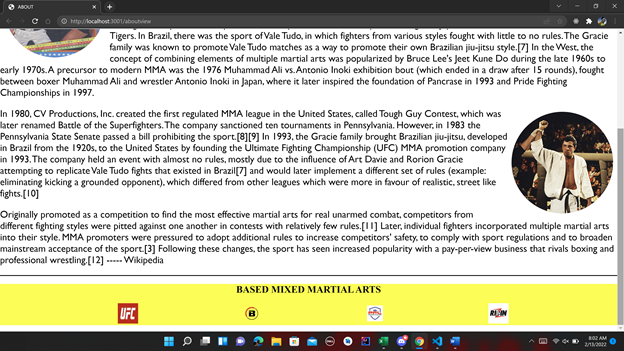 ABOUT
http://localhost:3001/aboutview
Tigers. In Brazil, there was the sport of Vale Tudo, in which fighters from various styles fought with little to no rules. The Gracie
family was known to promote Vale Tudo matches as a way to promote their own Brazilian jiu-jitsu style.[7] In the West, the
concept of combining elements of multiple martial arts was popularized by Bruce Lee's Jeet Kune Do during the late 1960s to
early 1970s. A precursor to modern MMA was the 1976 Muhammad Ali vs. Antonio Inoki exhibition bout (which ended in a draw after 15 rounds), fought
between boxer Muhammad Ali and wrestler Antonio Inoki in Japan, where it later inspired the foundation of Pancrase in 1993 and Pride Fighting
Championships in 1997.
In 1980, CV Productions, Inc. created the first regulated MMA league in the United States, called Tough Guy Contest, which was
later renamed Battle of the Superfighters. The company sanctioned ten tournaments in Pennsylvania. However, in 1983 the
Pennsylvania State Senate passed a bill prohibiting the sport.[8][9] In 1993, the Gracie family brought Brazilian jiu-jitsu, developed
in Brazil from the 1920s, to the United States by founding the Ultimate Fighting Championship (UFC) MMA promotion company
in 1993. The company held an event with almost no rules, mostly due to the influence of Art Davie and Rorion Gracie
attempting to replicate Vale Tudo fights that existed in Brazil[7] and would later implement a different set of rules (example:
eliminating kicking a grounded opponent), which differed from other leagues which were more in favour of realistic, street like
fights.[10]
Originally promoted as a competition to find the most effective martial arts for real unarmed combat, competitors from
different fighting styles were pitted against one another in contests with relatively few rules.[11] Later, individual fighters incorporated multiple martial arts
into their style. MMA promoters were pressured to adopt additional rules to increase competitors' safety, to comply with sport regulations and to broaden
mainstream acceptance of the sport.[3] Following these changes, the sport has seen increased popularity with a pay-per-view business that rivals boxing and
professional wrestling.[12] ----- Wikipedia
BASED MIXED MARTIAL ARTS
UFC
B
RIZIN
8:02 AM
2/13/2022